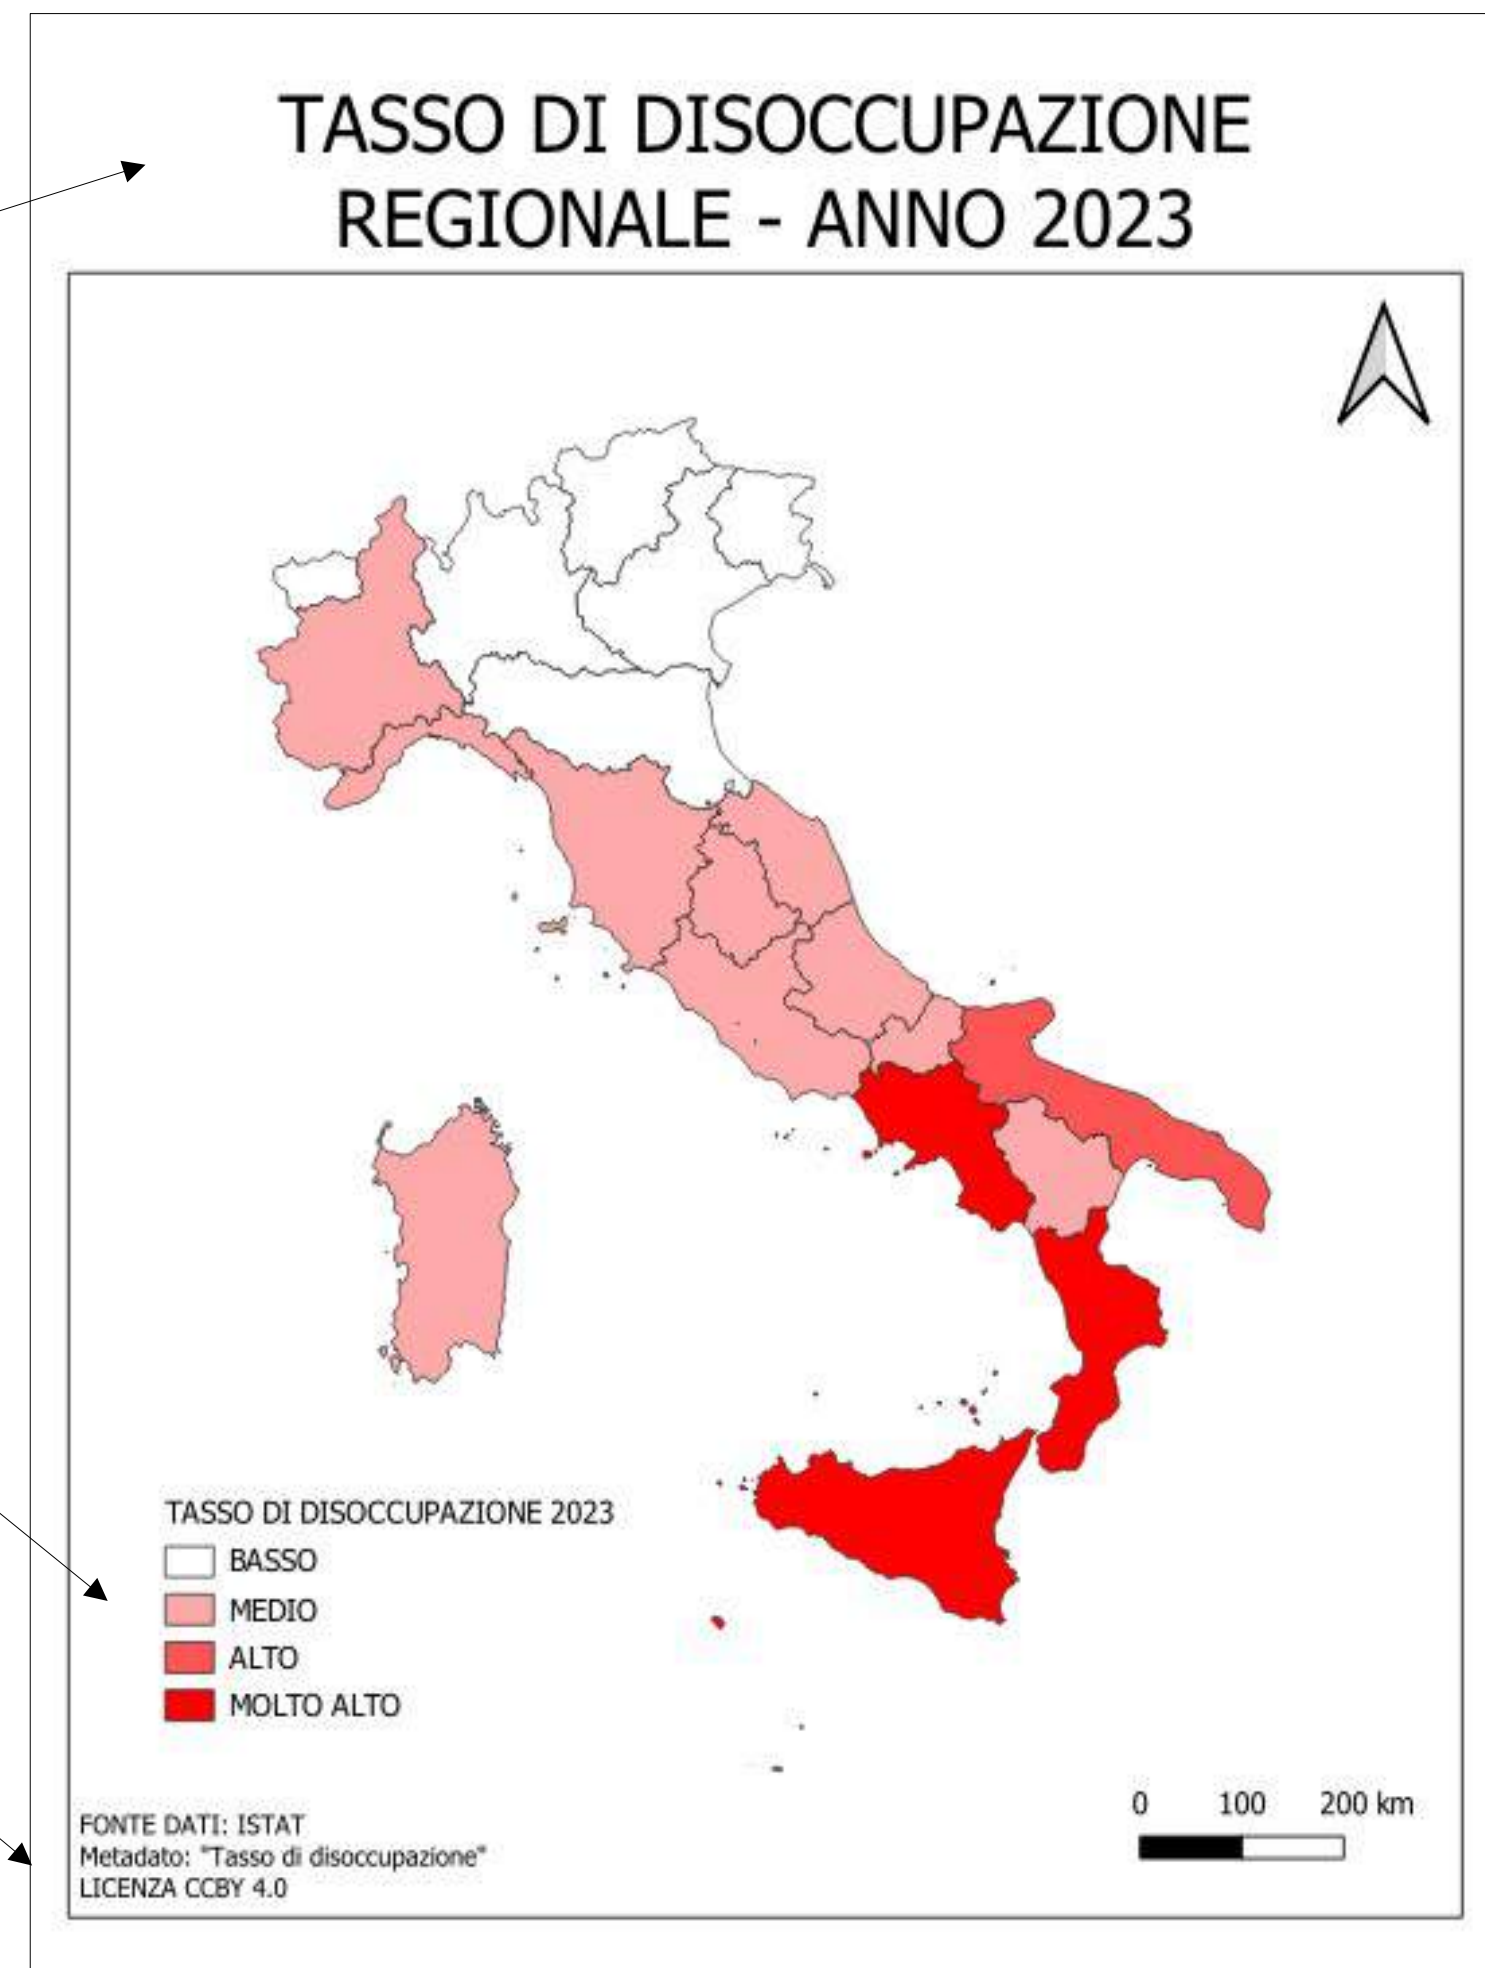 TASSO DI DISOCCUPAZIONE
REGIONALE - ANNO 2023
TASSO DI DISOCCUPAZIONE 2023
BASSO
MEDIO
ALTO
MOLTO ALTO
FONTE DATI: ISTAT
Metadato: "Tasso di disoccupazione"
LICENZA CCBY 4.0
0 100 200 km